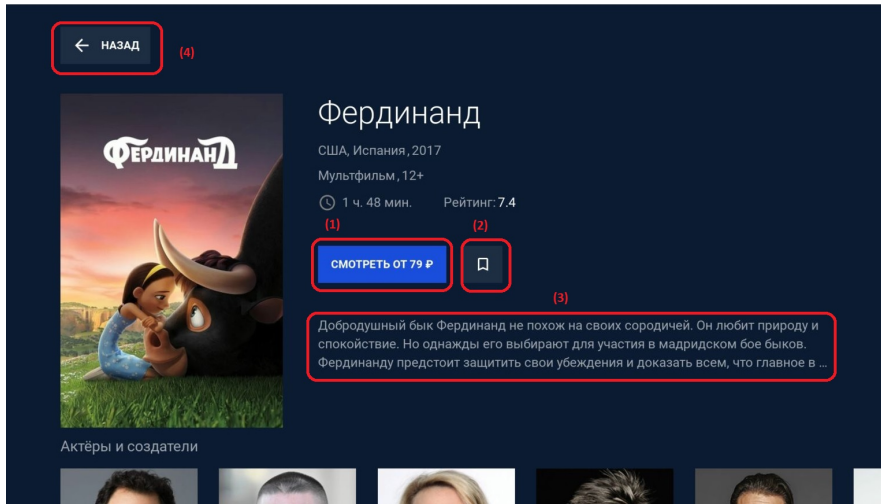 НАЗАД
(4)
ФЕРДИНАНД
Фердинанд
США, Испания, 2017
Мультфильм, 12+
1 ч. 48 мин. Рейтинг: 7.4
(1) (2)
СМОТРЕТЬ ОТ 79 ₽
(3)
Добродушный бык Фердинанд не похож на своих сородичей. Он любит природу и
спокойствие. Но однажды его выбирают для участия в мадридском бое быков.
Фердинанду предстоит защитить свои убеждения и доказать всем, что главное в ...
Актёры и создатели